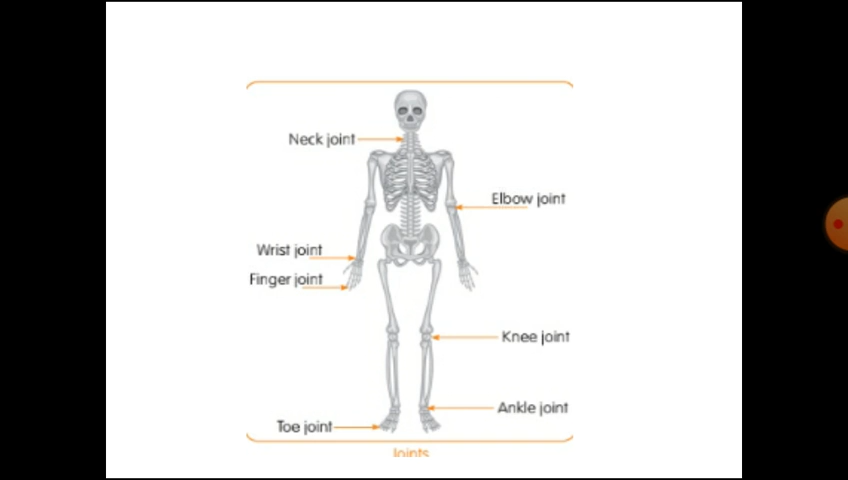 Neck joint
Elbow joint
Wrist joint
Finger joint
Knee joint
Ankle joint
Toe joint
Joints